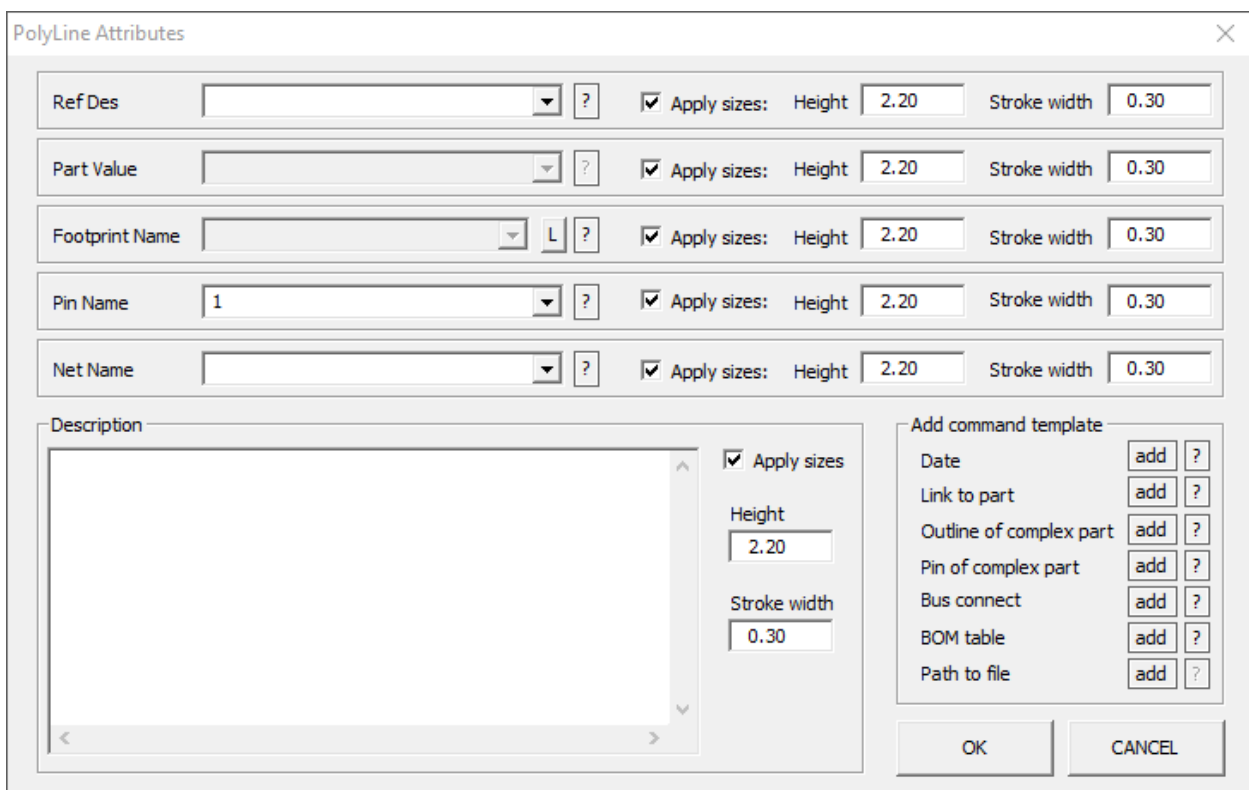 PolyLine Attributes
Ref Des ? Apply sizes: Height 2.20 Stroke width 0.30
Part Value ? Apply sizes: Height 2.20 Stroke width 0.30
Footprint Name L ? Apply sizes: Height 2.20 Stroke width 0.30
Pin Name 1 ? Apply sizes: Height 2.20 Stroke width 0.30
Net Name ? Apply sizes: Height 2.20 Stroke width 0.30
Description
Apply sizes
Height
2.20
Stroke width
0.30
Add command template
Date add ?
Link to part add ?
Outline of complex part add ?
Pin of complex part add ?
Bus connect add ?
BOM table add ?
Path to file add ?
OK CANCEL